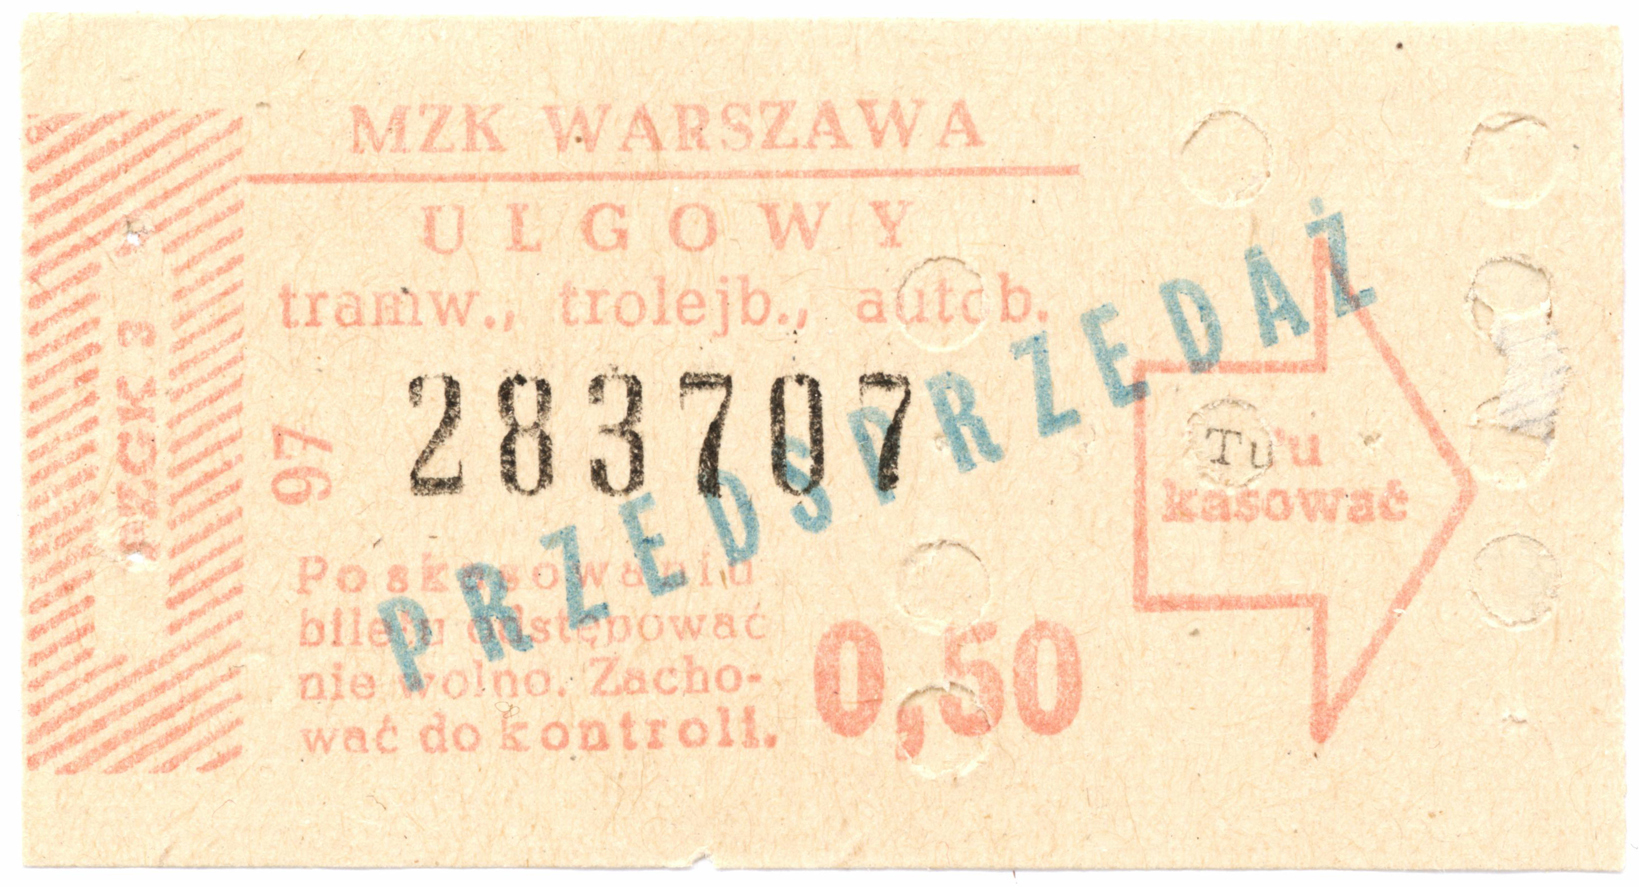 MZK WARSZAWA
ULGOWY
tramw., trolejb., autob.
283707
97
PZGK 3
PRZEDSPRZEDAŻ
Tu
kasować
Po skasowaniu
biletu odstępować
nie wolno. Zacho-
wać do kontroli.
0,50